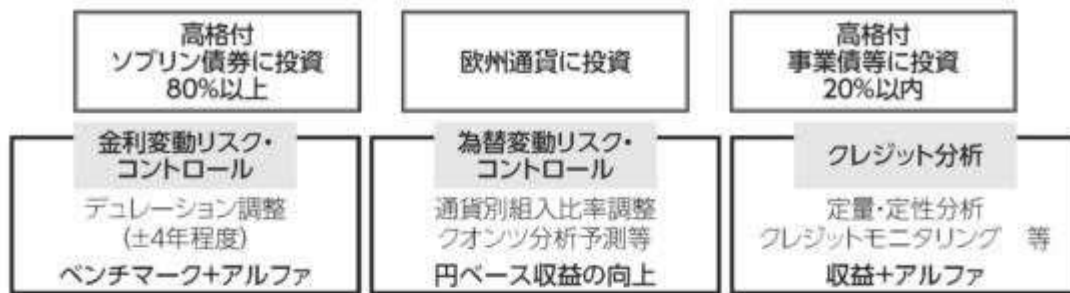 高格付
ソブリン債券に投資
80%以上
欧州通貨に投資
高格付
事業債等に投資
20%以内
金利変動リスク・
コントロール
デュレーション調整
(±4年程度)
ベンチマーク+アルファ
為替変動リスク・
コントロール
通貨別組入比率調整
クオンツ分析予測等
円ベース収益の向上
クレジット分析
定量・定性分析
クレジットモニタリング 等
収益+アルファ